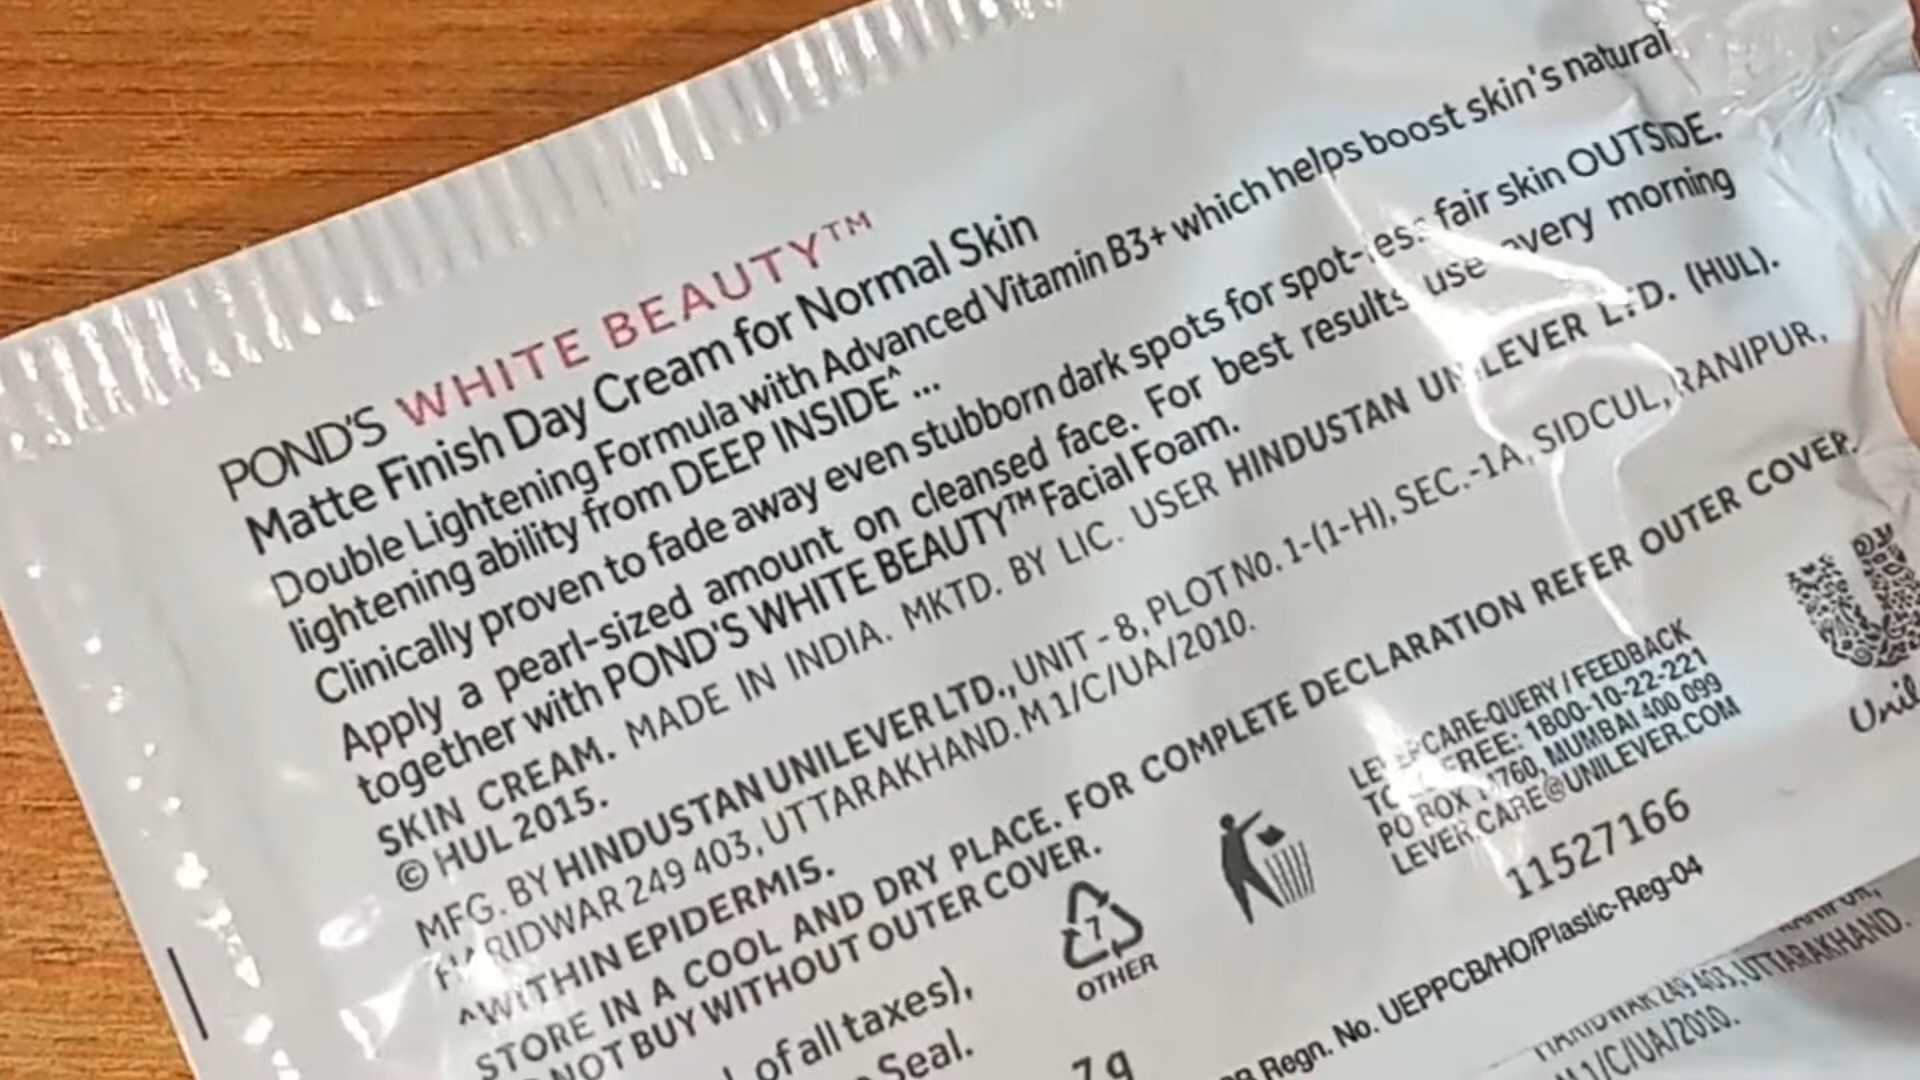 POND'S WHITE BEAUTY™
Matte Finish Day Cream for Normal Skin
Double Lightening Formula with Advanced Vitamin B3+ which helps boost skin's natural
lightening ability from DEEP INSIDE^ ...
Clinically proven to fade away even stubborn dark spots for spot-less fair skin OUTSIDE.
Apply a pearl-sized amount on cleansed face. For best results use every morning
together with POND'S WHITE BEAUTY™ Facial Foam.
SKIN CREAM. MADE IN INDIA. MKTD. BY LIC. USER HINDUSTAN UNILEVER LTD. (HUL).
© HUL 2015.
MFG. BY HINDUSTAN UNILEVER LTD., UNIT - 8, PLOT No. 1-(1-H), SEC.-1A, SIDCUL, RANIPUR,
HARIDWAR 249 403, UTTARAKHAND. M 1/C/UA/2010.
^WITHIN EPIDERMIS.
STORE IN A COOL AND DRY PLACE. FOR COMPLETE DECLARATION REFER OUTER COVER.
NOT BUY WITHOUT OUTER COVER.
of all taxes),
Seal.
7 g
7
OTHER
LEVERCARE-QUERY / FEEDBACK
TOLL FREE: 1800-10-22-221
PO BOX 14760, MUMBAI 400 099
LEVER.CARE@UNILEVER.COM
11527166
Regn. No. UEPPCB/HO/Plastic-Reg-04
U
Unil
HARIDWAR 249 403, UTTARAKHAND.
M 1/C/UA/2010.